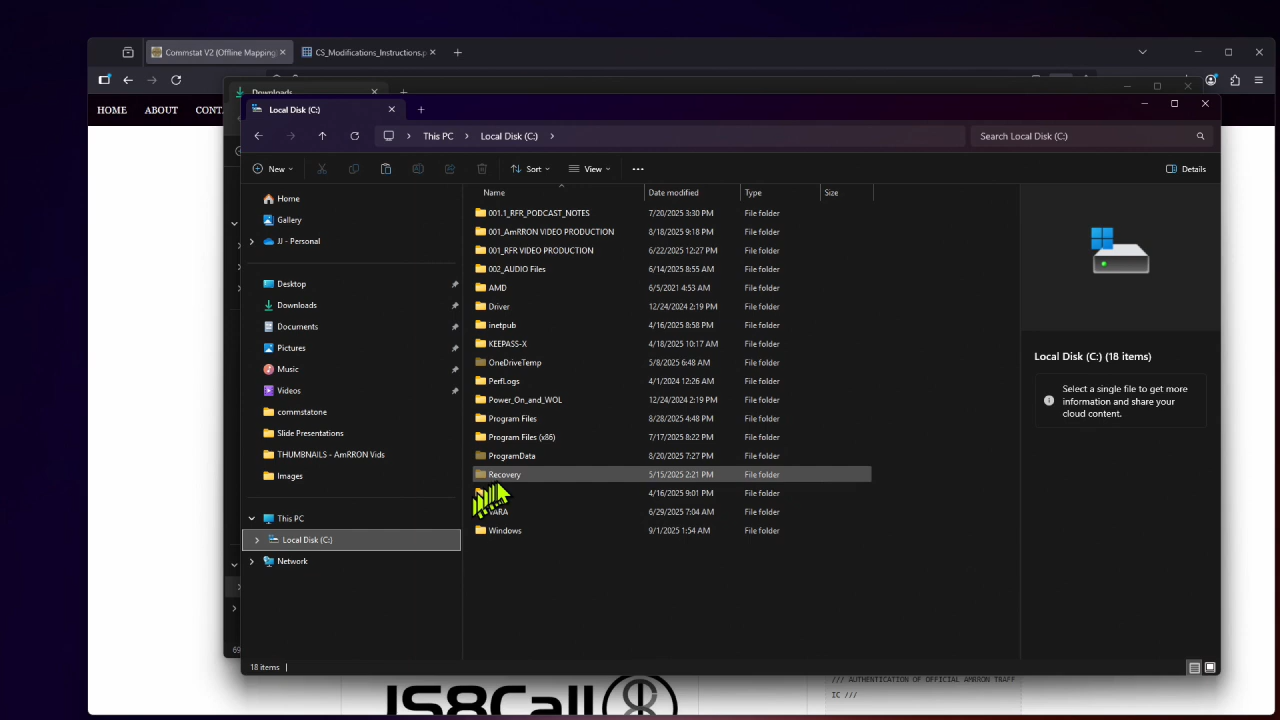 Commstat V2 (Offline Mapping)
CS_Modifications_Instructions.p
HOME ABOUT CONT
Downloads
Local Disk (C:)
This PC > Local Disk (C:) >
Search Local Disk (C:)
New
Sort
View
Details
Home
Gallery
JJ - Personal
Desktop
Downloads
Documents
Pictures
Music
Videos
commstatone
Slide Presentations
THUMBNAILS - AmRRON Vids
Images
This PC
Local Disk (C:)
Network
Name Date modified Type Size
001.1_RFR_PODCAST_NOTES 7/20/2025 3:30 PM File folder
001_AmRRON VIDEO PRODUCTION 8/18/2025 9:18 PM File folder
001_RFR VIDEO PRODUCTION 6/22/2025 12:27 PM File folder
002_AUDIO Files 6/14/2025 8:55 AM File folder
AMD 6/5/2021 4:53 AM File folder
Driver 12/24/2024 2:19 PM File folder
inetpub 4/16/2025 8:58 PM File folder
KEEPASS-X 4/18/2025 10:17 AM File folder
OneDriveTemp 5/8/2025 6:48 AM File folder
PerfLogs 4/1/2024 12:26 AM File folder
Power_On_and_WOL 12/24/2024 2:19 PM File folder
Program Files 8/28/2025 4:48 PM File folder
Program Files (x86) 7/17/2025 8:22 PM File folder
ProgramData 8/20/2025 7:27 PM File folder
Recovery 5/15/2025 2:21 PM File folder
4/16/2025 9:01 PM File folder
VARA 6/29/2025 7:04 AM File folder
Windows 9/1/2025 1:54 AM File folder
Local Disk (C:) (18 items)
Select a single file to get more
information and share your
cloud content.
18 items
69
JS8Call
/// AUTHENTICATION OF OFFICIAL AMRRON TRAFF
IC ///